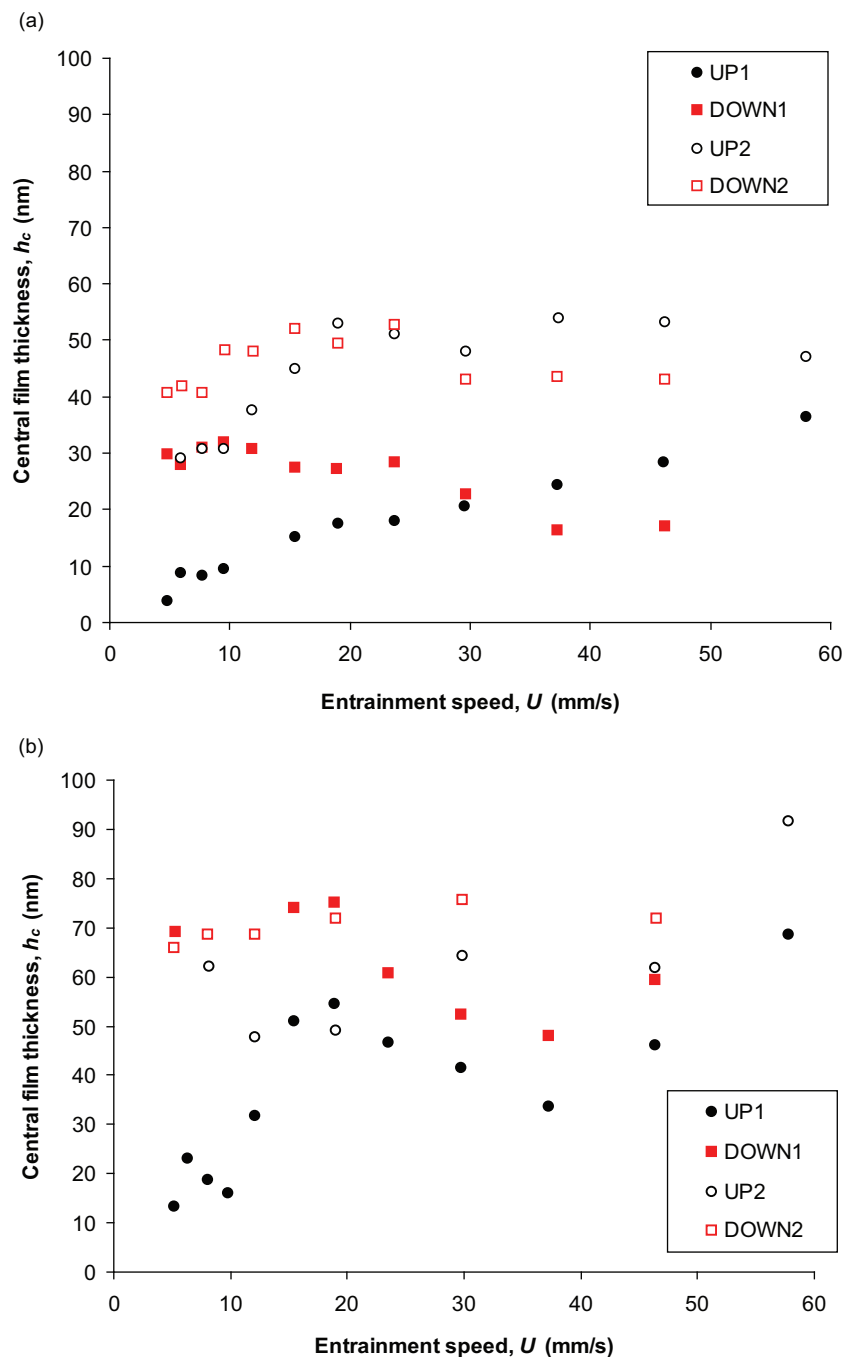 (a)
100
90
80
70
60
50
40
30
20
10
0
Central film thickness, hc (nm)
UP1
DOWN1
UP2
DOWN2
0 10 20 30 40 50 60
Entrainment speed, U (mm/s)
(b)
100
90
80
70
60
50
40
30
20
10
0
Central film thickness, hc (nm)
UP1
DOWN1
UP2
DOWN2
0 10 20 30 40 50 60
Entrainment speed, U (mm/s)